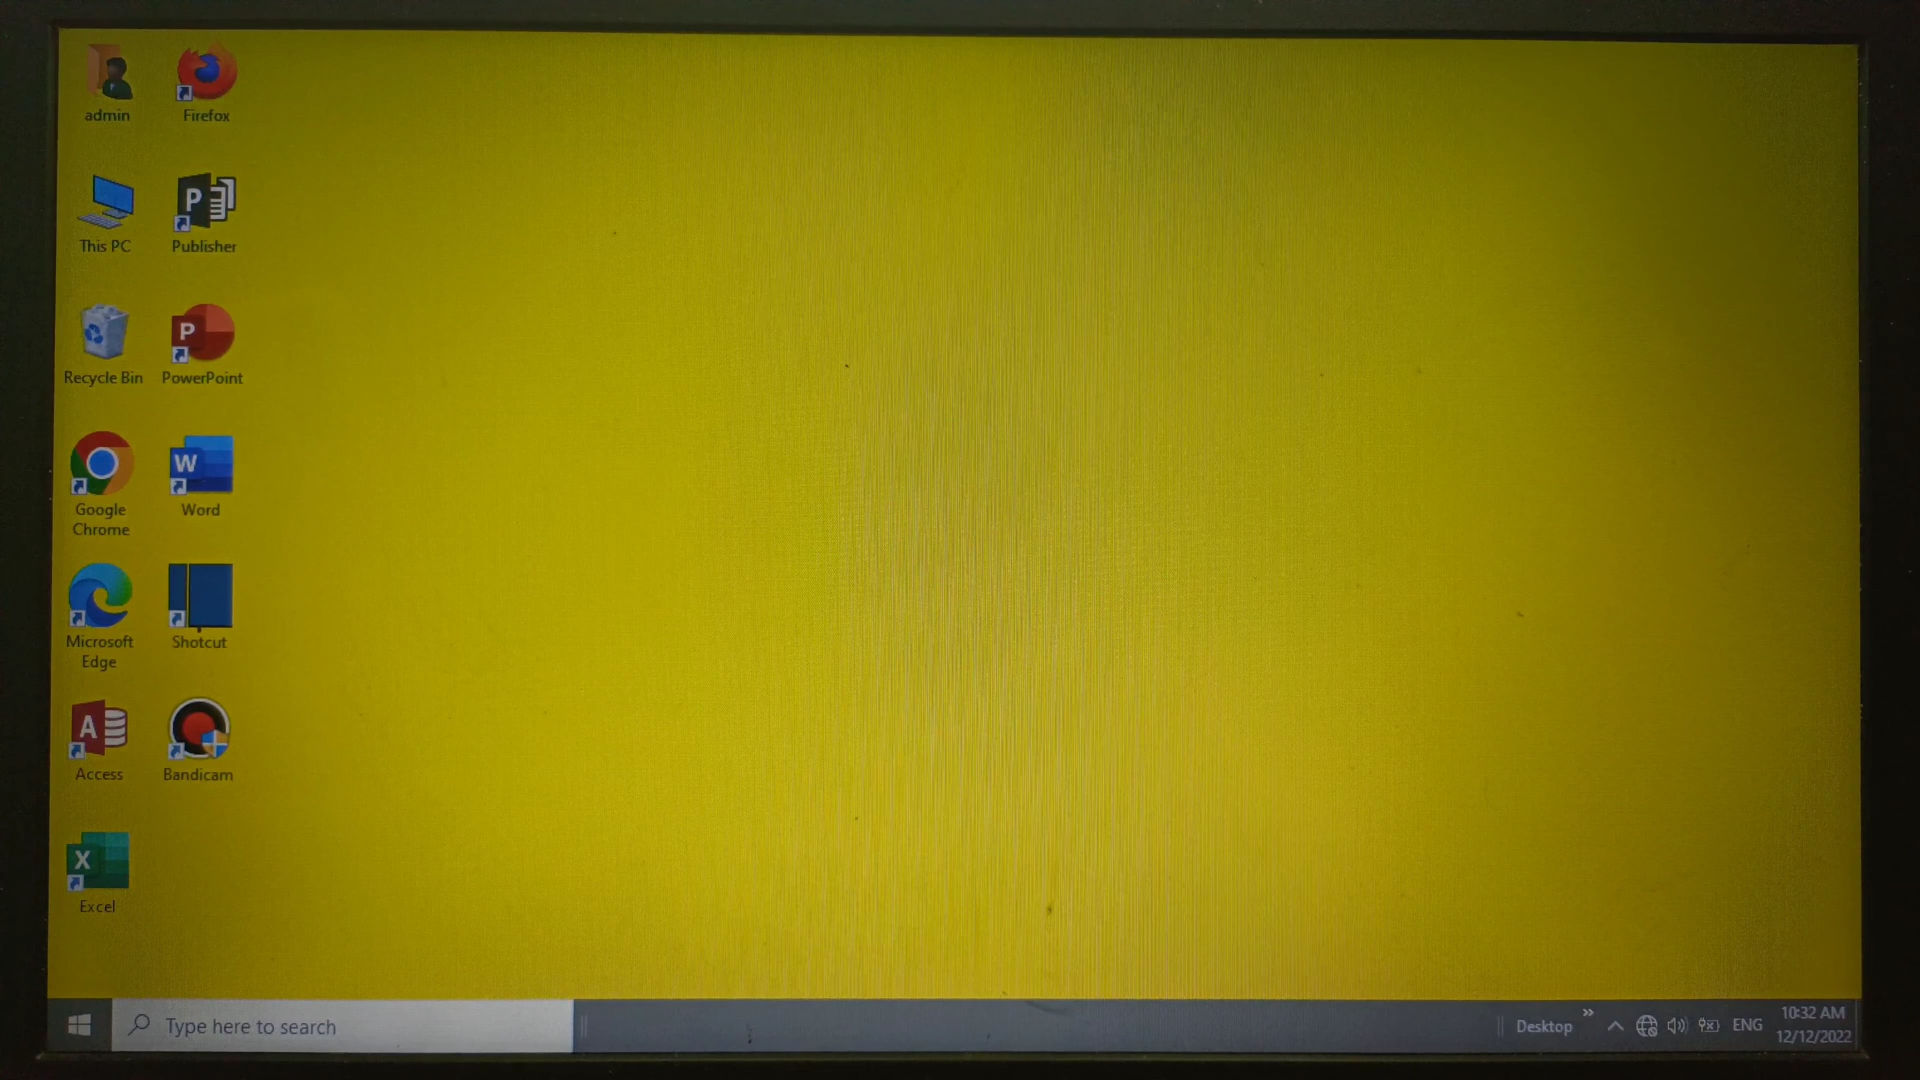 admin
Firefox
This PC
Publisher
Recycle Bin
PowerPoint
Google
Chrome
Word
Microsoft
Edge
Shotcut
Access
Bandicam
Excel
Type here to search
Desktop
ENG
10:32 AM
12/12/2022